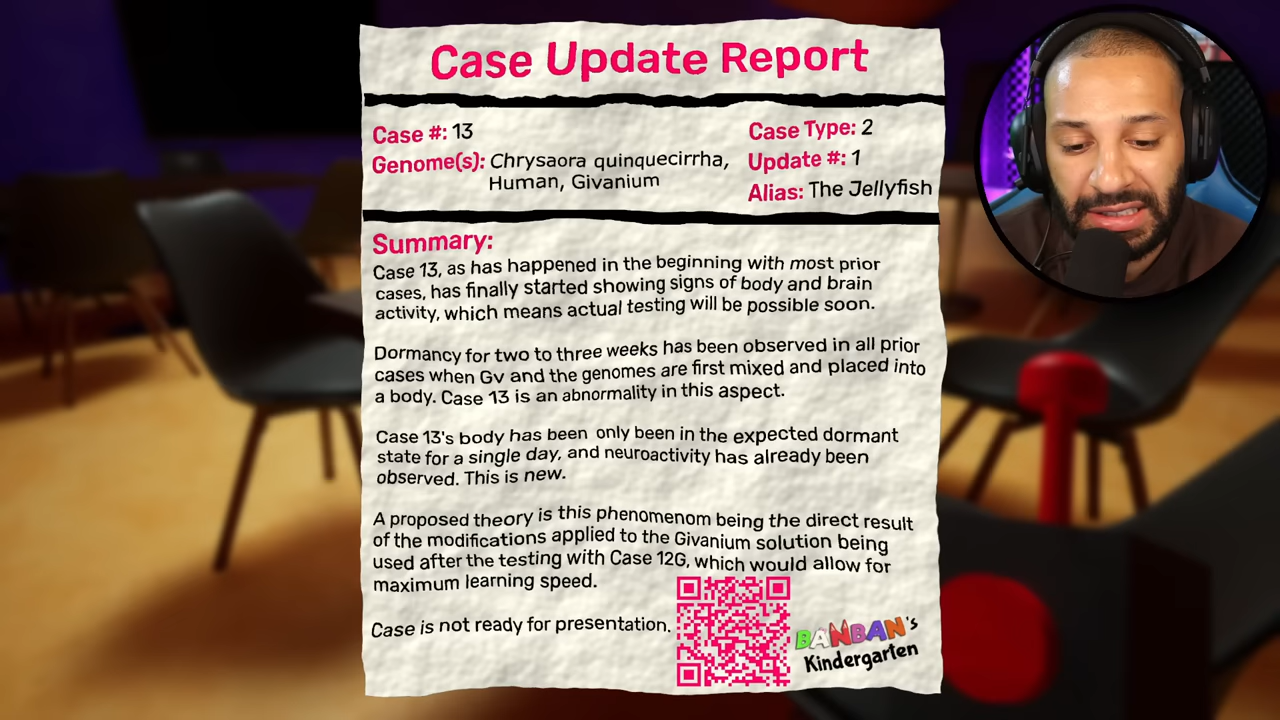 Case Update Report
Case #: 13
Genome(s): Chrysaora quinquecirrha,
Human, Givanium
Case Type: 2
Update #: 1
Alias: The Jellyfish
Summary:
Case 13, as has happened in the beginning with most prior
cases, has finally started showing signs of body and brain
activity, which means actual testing will be possible soon.
Dormancy for two to three weeks has been observed in all prior
cases when Gv and the genomes are first mixed and placed into
a body. Case 13 is an abnormality in this aspect.
Case 13's body has been only been in the expected dormant
state for a single day, and neuroactivity has already been
observed. This is new.
A proposed theory is this phenomenom being the direct result
of the modifications applied to the Givanium solution being
used after the testing with Case 12G, which would allow for
maximum learning speed.
Case is not ready for presentation.
BANBAN's
Kindergarten